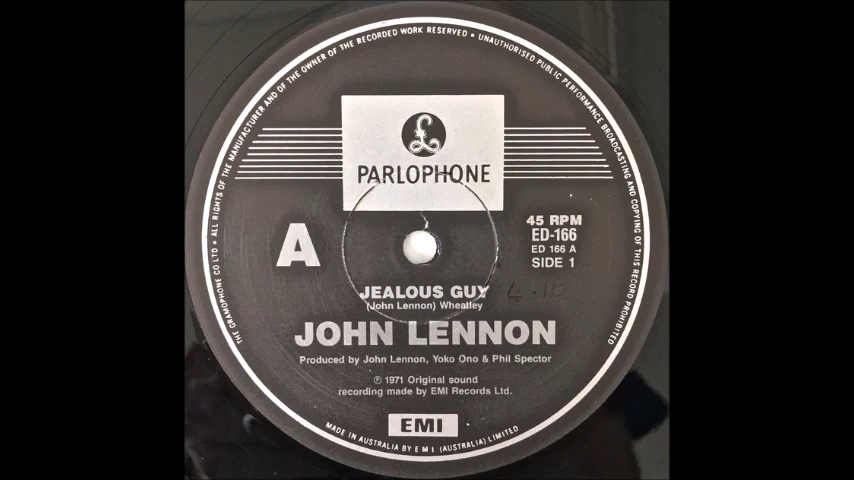 THE GRAMOPHONE CO LTD • ALL RIGHTS OF THE MANUFACTURER AND OF THE OWNER OF THE RECORDED WORK RESERVED • UNAUTHORISED PUBLIC PERFORMANCE BROADCASTING AND COPYING OF THIS RECORD PROHIBITED
£
PARLOPHONE
A
45 RPM
ED-166
ED 166 A
SIDE 1
JEALOUS GUY
4.10
(John Lennon) Wheatley
JOHN LENNON
Produced by John Lennon, Yoko Ono & Phil Spector
℗ 1971 Original sound
recording made by EMI Records Ltd.
EMI
MADE IN AUSTRALIA BY E M I (AUSTRALIA) LIMITED